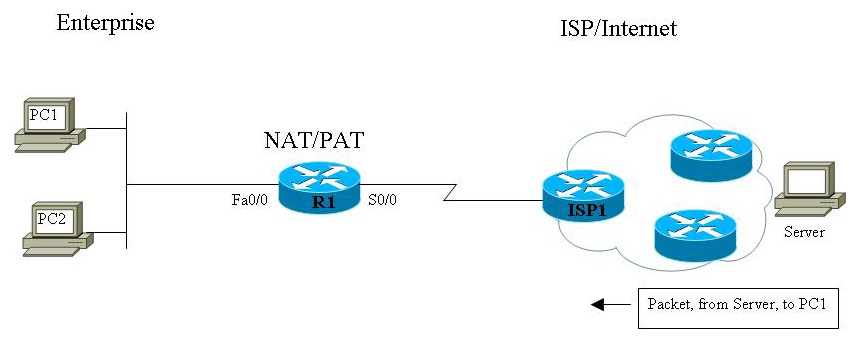 Enterprise
ISP/Internet
PC1
NAT/PAT
Fa0/0
R1
S0/0
ISP1
PC2
Server
Packet, from Server, to PC1